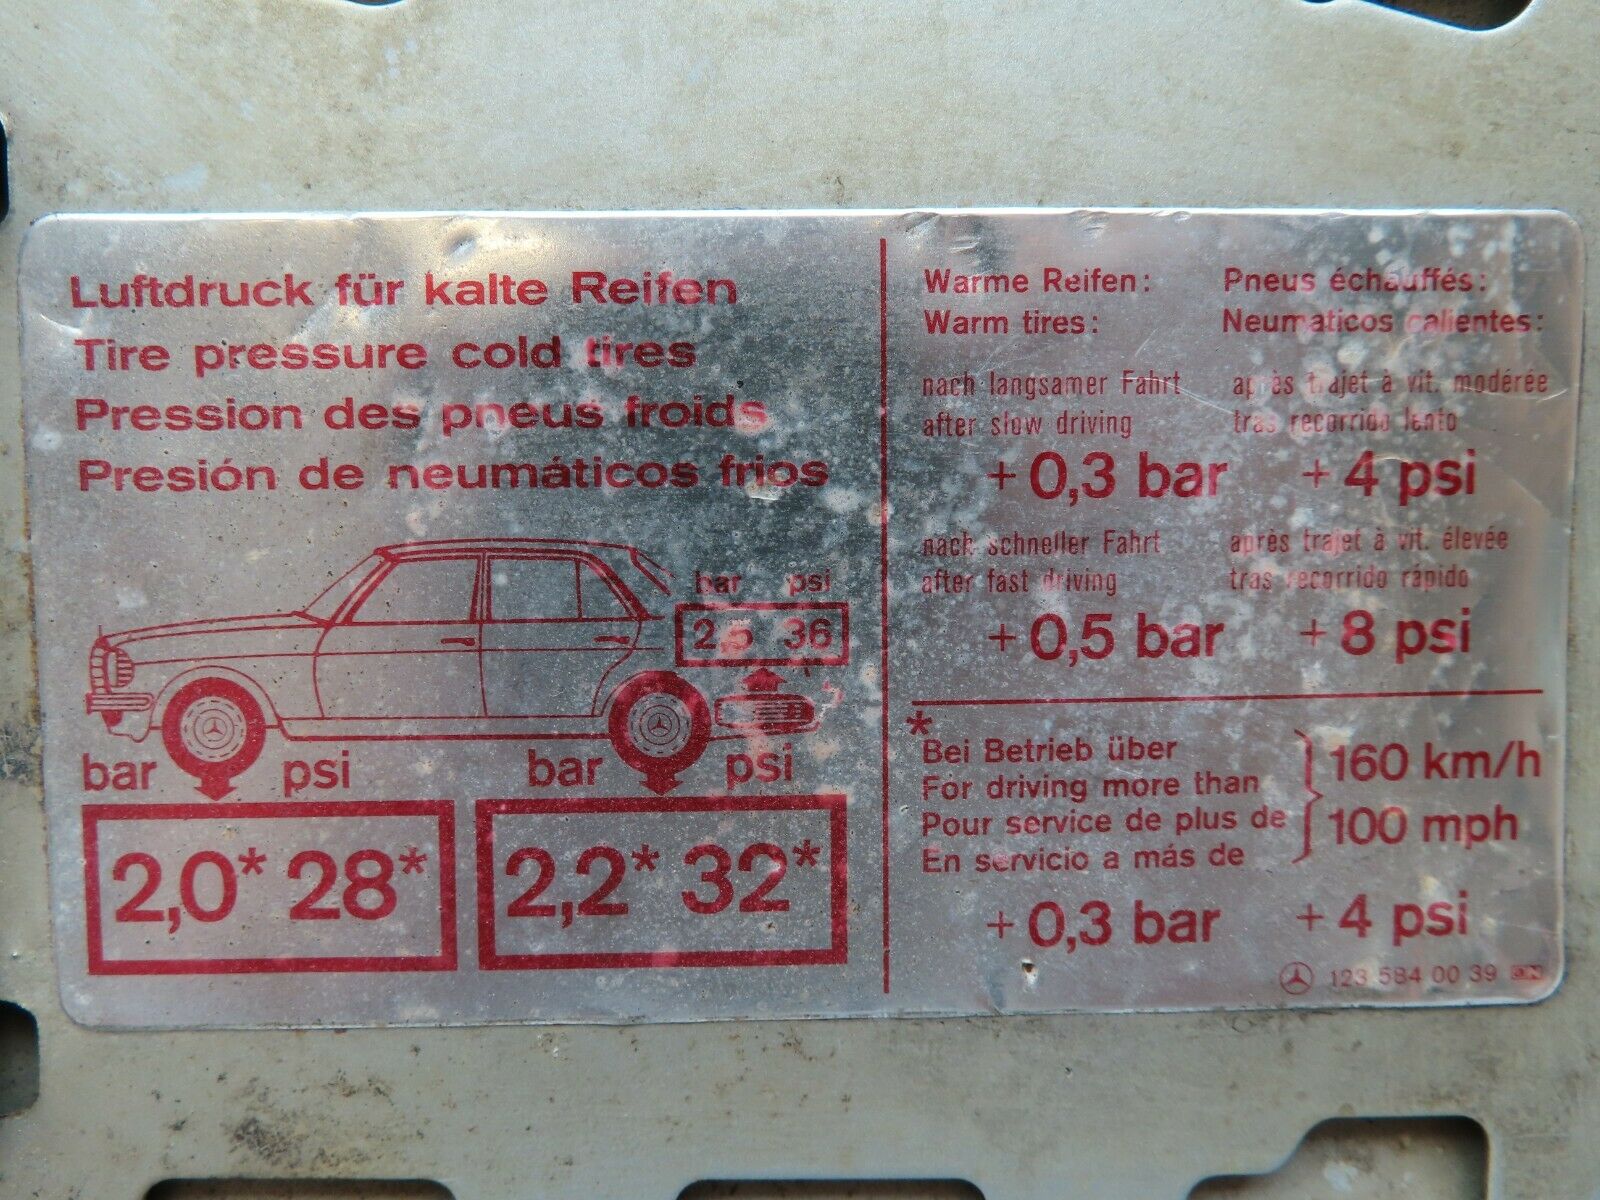 Luftdruck für kalte Reifen
Tire pressure cold tires
Pression des pneus froids
Presión de neumáticos frios
bar psi
2,5 36
bar psi
bar psi
2,0* 28*
2,2* 32*
Warme Reifen: Pneus échauffés:
Warm tires: Neumáticos calientes:
nach langsamer Fahrt après trajet à vit. modérée
after slow driving tras recorrido lento
+ 0,3 bar + 4 psi
nach schneller Fahrt après trajet à vit. élevée
after fast driving tras recorrido rápido
+ 0,5 bar + 8 psi
*
Bei Betrieb über
For driving more than
Pour service de plus de
En servicio a más de
160 km/h
100 mph
+ 0,3 bar + 4 psi
123 584 00 39